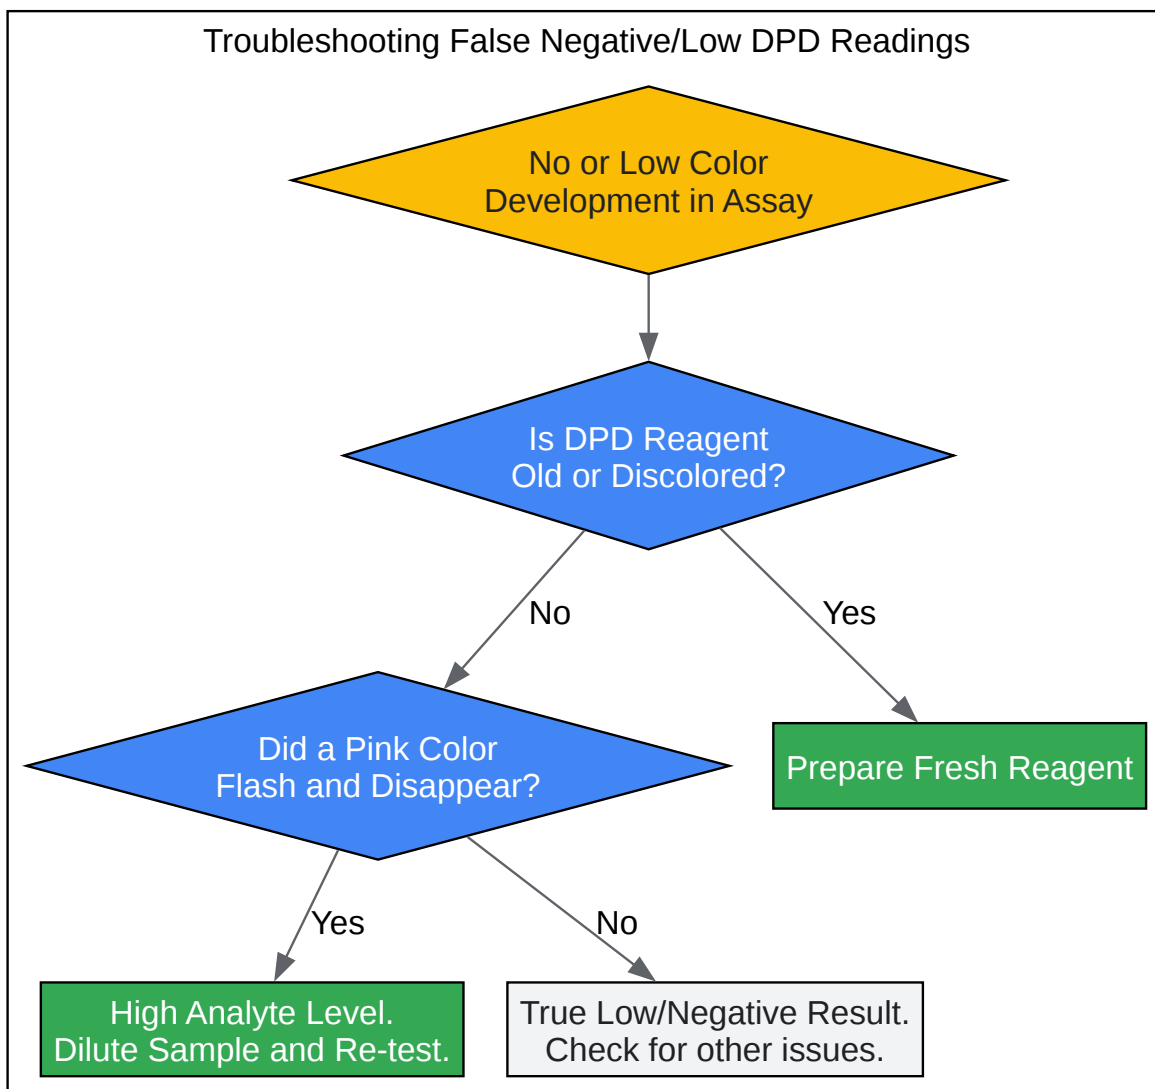 Troubleshooting False Negative/Low DPD Readings
No or Low Color
Development in Assay
Is DPD Reagent
Old or Discolored?
No
Yes
Did a Pink Color
Flash and Disappear?
Prepare Fresh Reagent
Yes
No
High Analyte Level.
Dilute Sample and Re-test.
True Low/Negative Result.
Check for other issues.